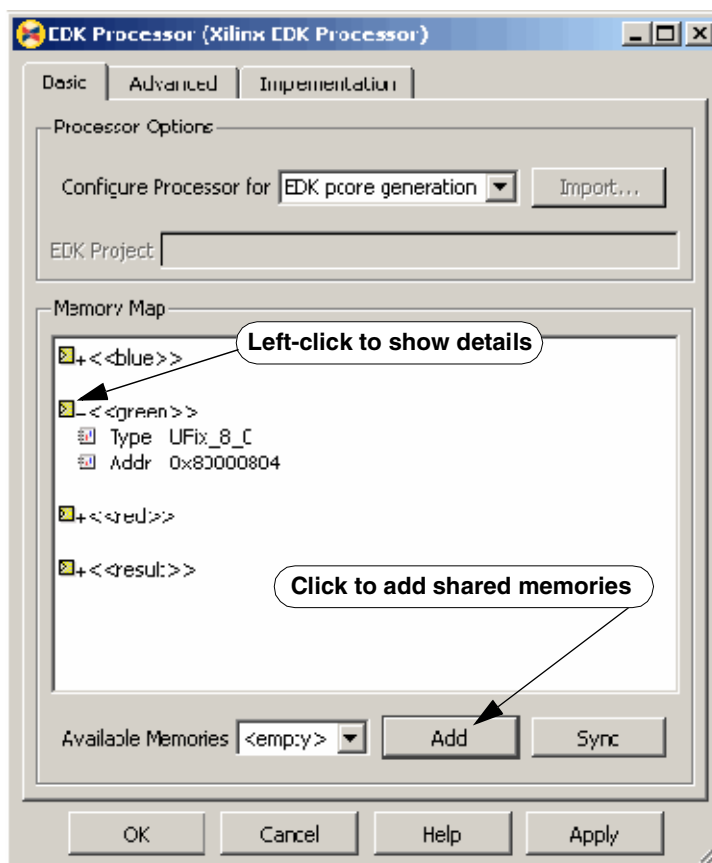 EDK Processor (Xilinx EDK Processor)
Basic Advanced Implementation
Processor Options
Configure Processor for EDK pcore generation Import...
EDK Project
Memory Map
Left-click to show details
+<<blue>>
-<<green>>
Type UFix_8_0
Addr 0x80000804
+<<red>>
+<<result>>
Click to add shared memories
Available Memories <empty> Add Sync
OK Cancel Help Apply